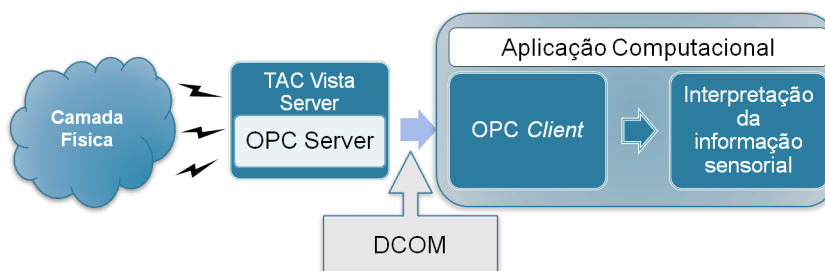 Camada
Física
TAC Vista
Server
OPC Server
DCOM
Aplicação Computacional
OPC Client
Interpretação
da
informação
sensorial